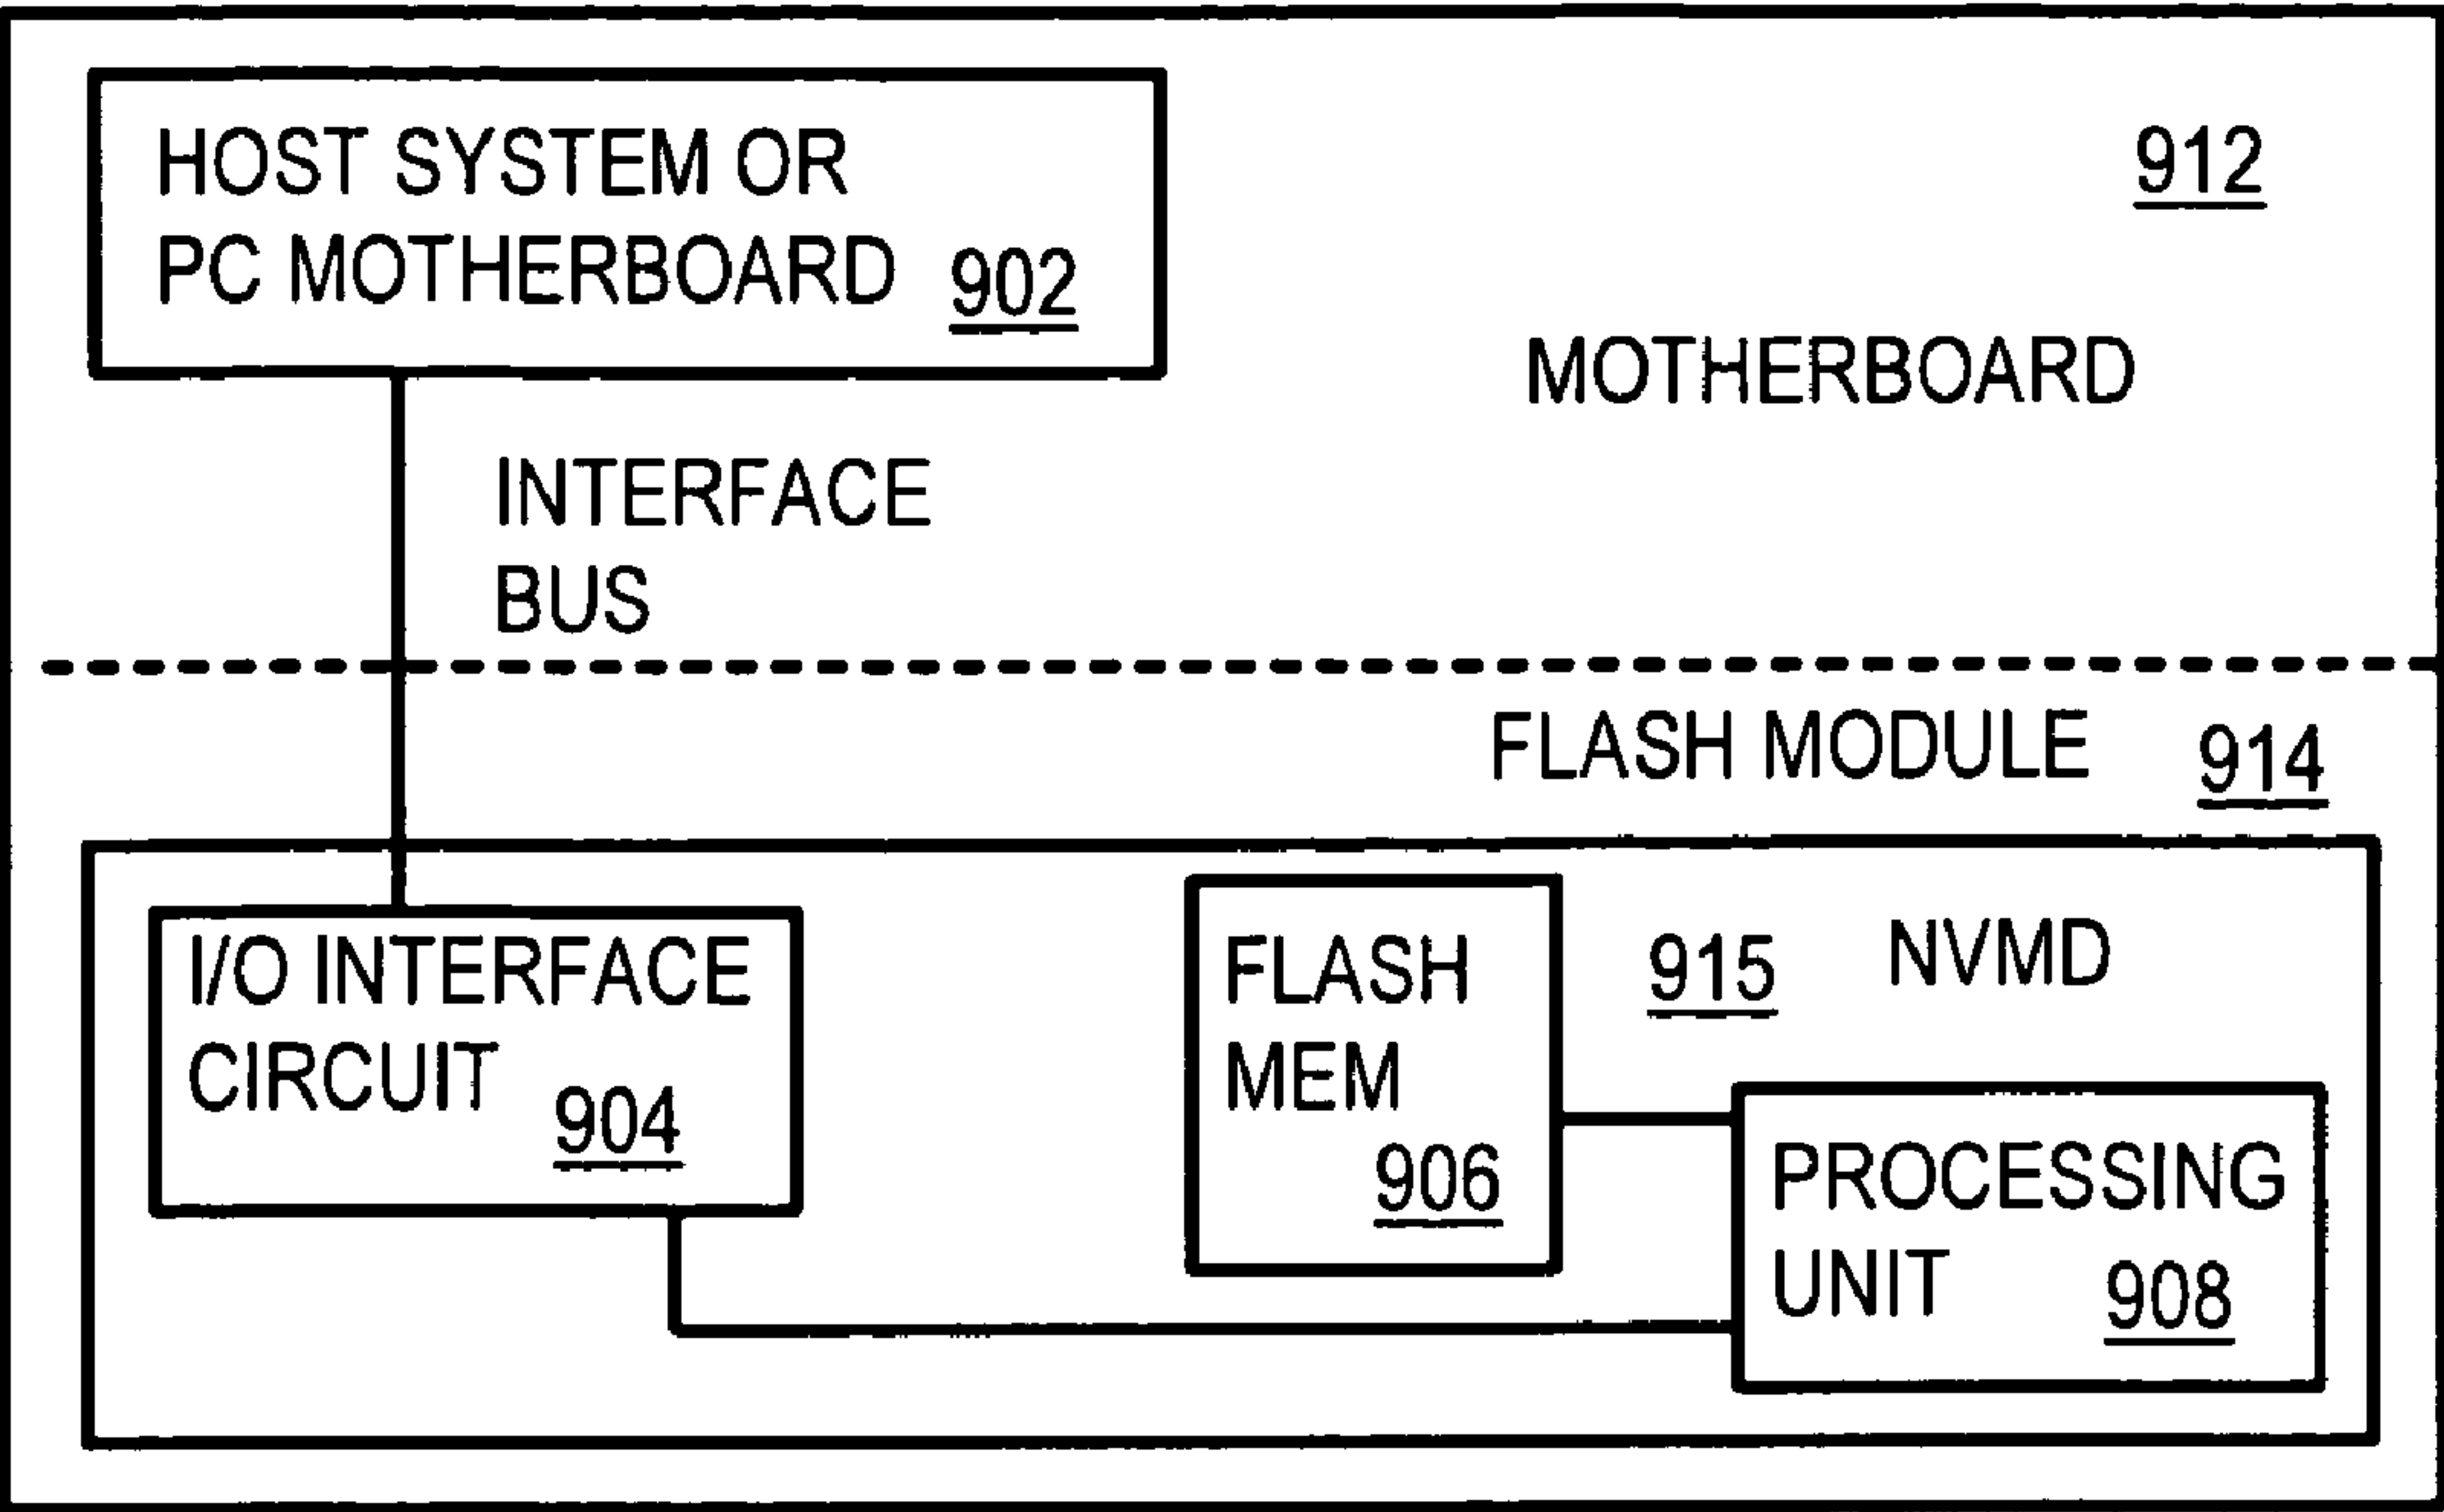 HOST SYSTEM OR
PC MOTHERBOARD 902
912
MOTHERBOARD
INTERFACE
BUS
FLASH MODULE 914
I/O INTERFACE
CIRCUIT
904
FLASH
MEM
906
915 NVMD
PROCESSING
UNIT 908